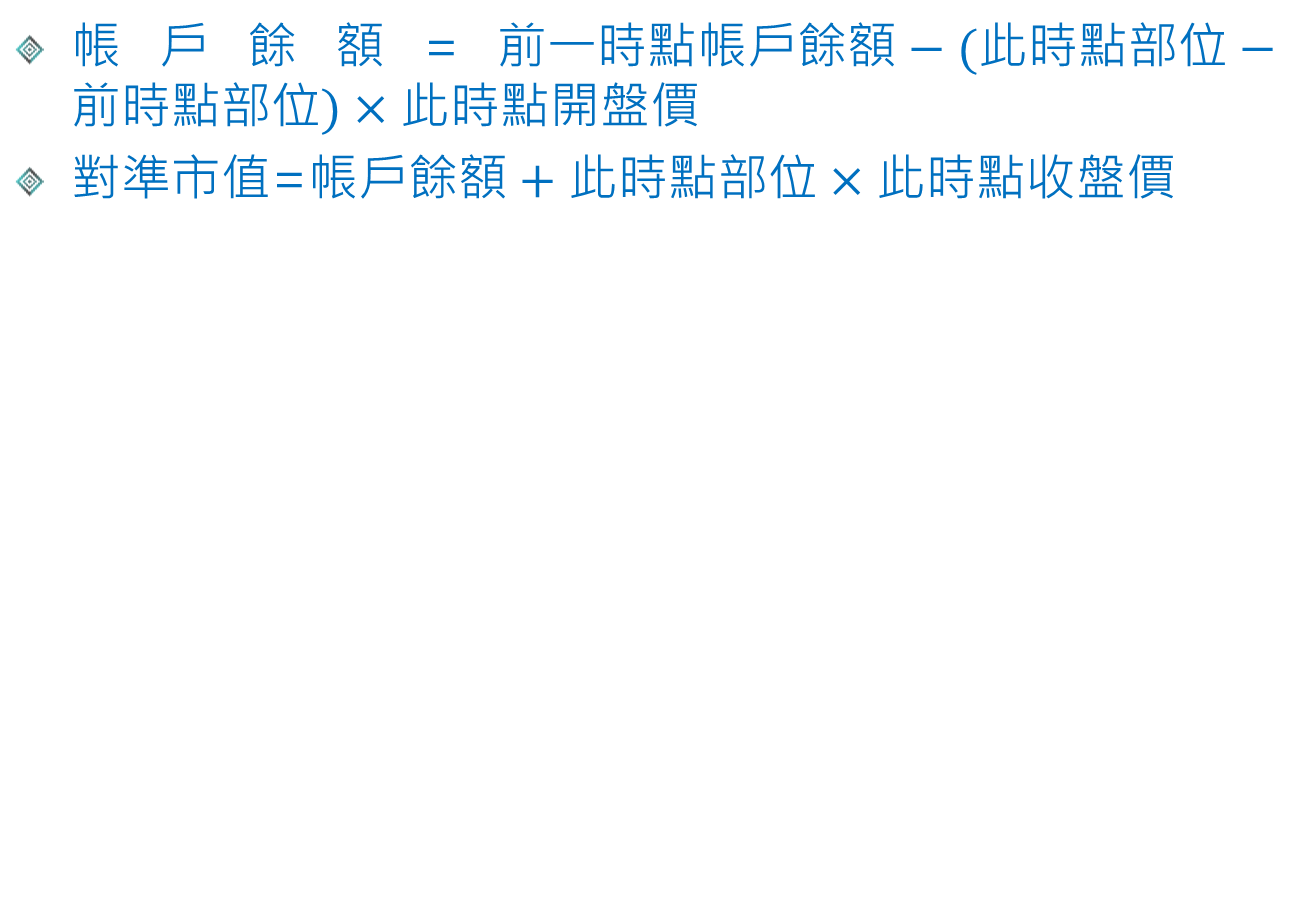 帳戶餘額 = 前一時點帳戶餘額 − (此時點部位 −
前時點部位) × 此時點開盤價
對準市值=帳戶餘額 + 此時點部位 × 此時點收盤價